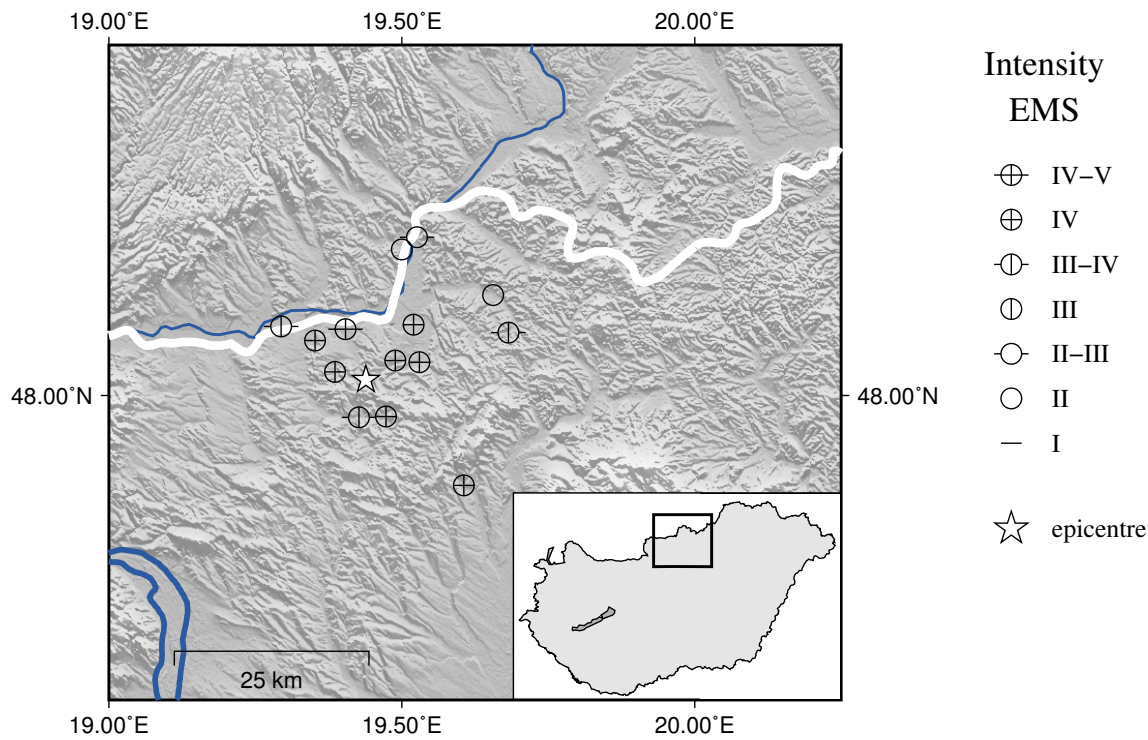 19.00˚E 19.50˚E 20.00˚E
Intensity
EMS
IV–V
IV
III–IV
III
II–III
II
I
epicentre
48.00˚N 48.00˚N
25 km
19.00˚E 19.50˚E 20.00˚E